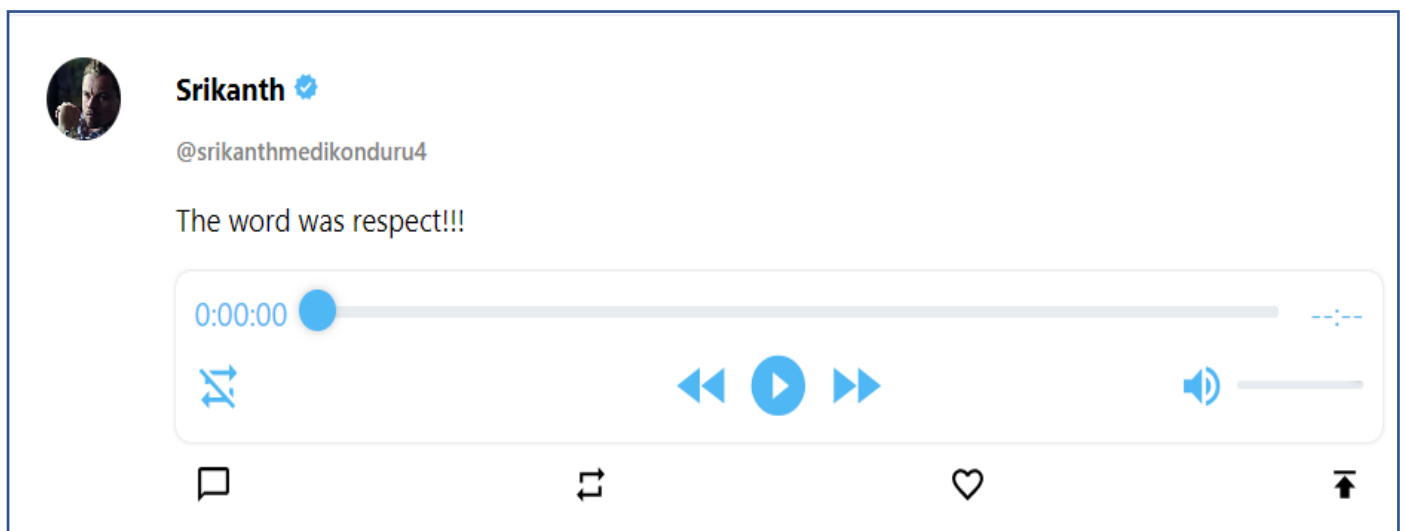 Srikanth
@srikanthmedikonduru4
The word was respect!!!
0:00:00
--:--